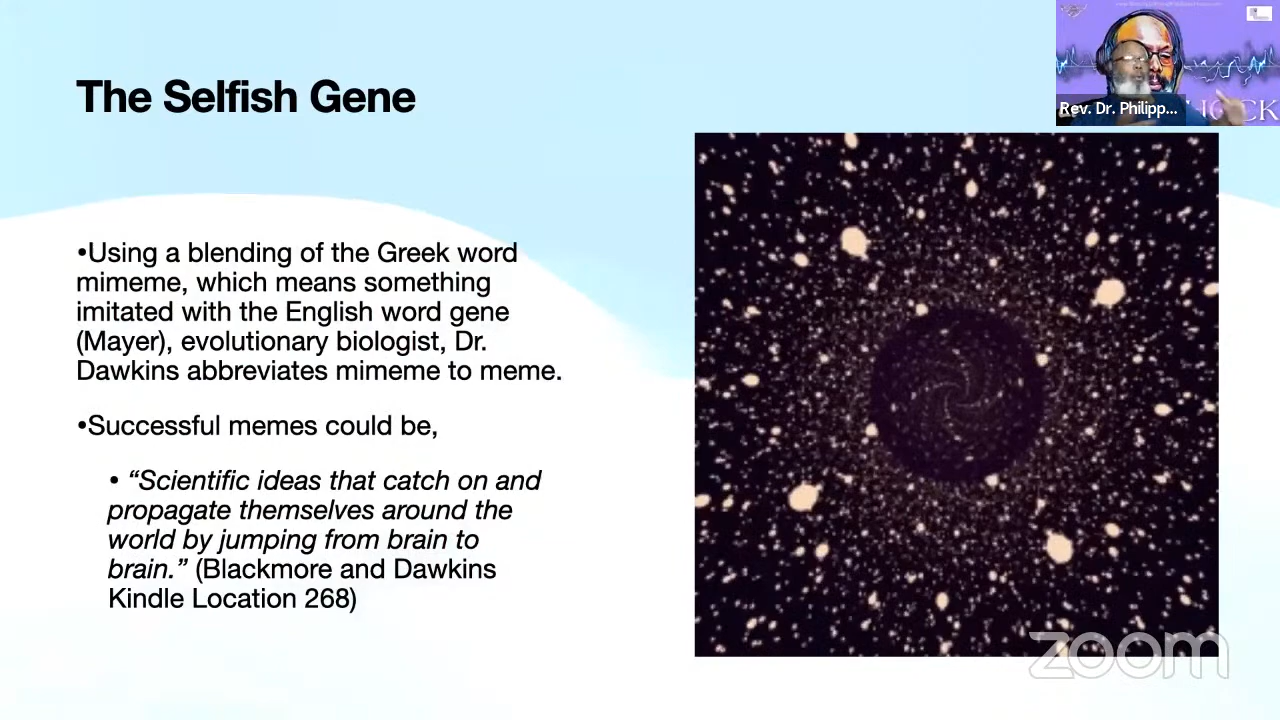 The Selfish Gene
•Using a blending of the Greek word
mimeme, which means something
imitated with the English word gene
(Mayer), evolutionary biologist, Dr.
Dawkins abbreviates mimeme to meme.
•Successful memes could be,
• “Scientific ideas that catch on and
propagate themselves around the
world by jumping from brain to
brain.” (Blackmore and Dawkins
Kindle Location 268)
Rev. Dr. Philipp...
zoom